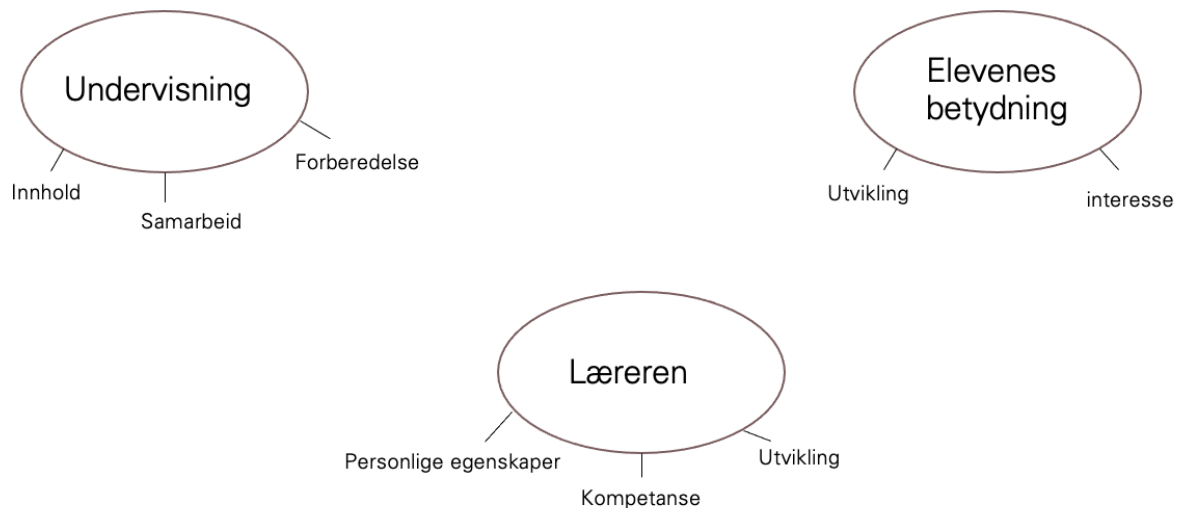 Undervisning
Forberedelse
Innhold
Samarbeid
Elevenes
betydning
Utvikling
interesse
Læreren
Personlige egenskaper
Utvikling
Kompetanse